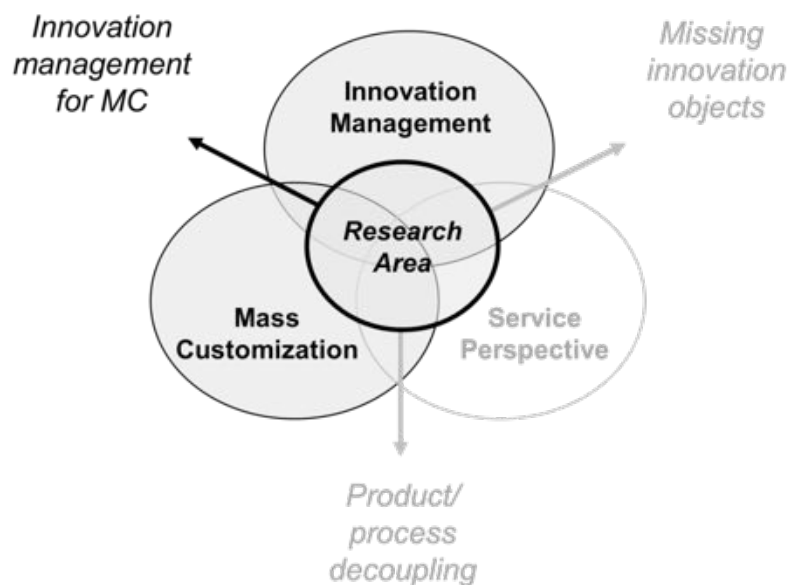 Innovation
management
for MC
Missing
innovation
objects
Innovation
Management
Research
Area
Mass
Customization
Service
Perspective
Product/
process
decoupling